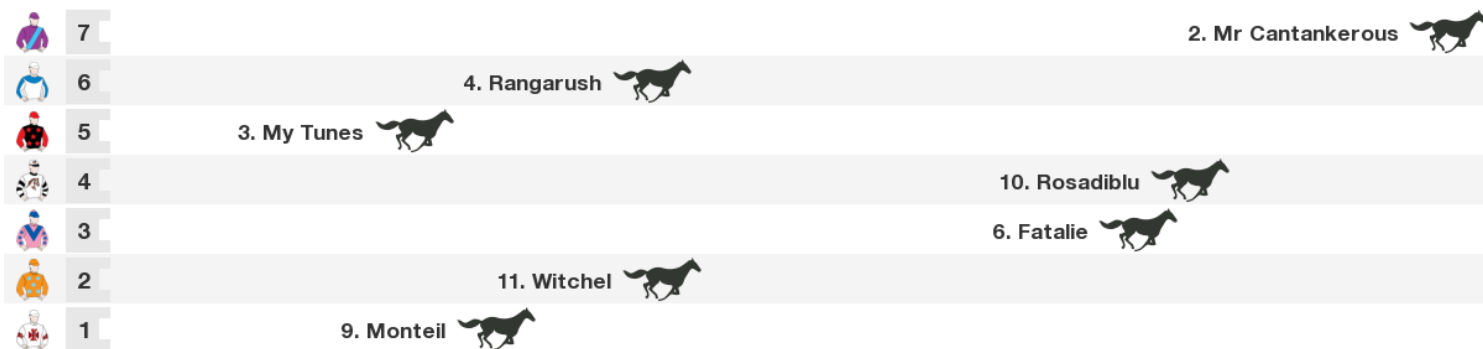 7 2. Mr Cantankerous
6 4. Rangarush
5 3. My Tunes
4 10. Rosadiblu
3 6. Fatalie
2 11. Witchel
1 9. Monteil